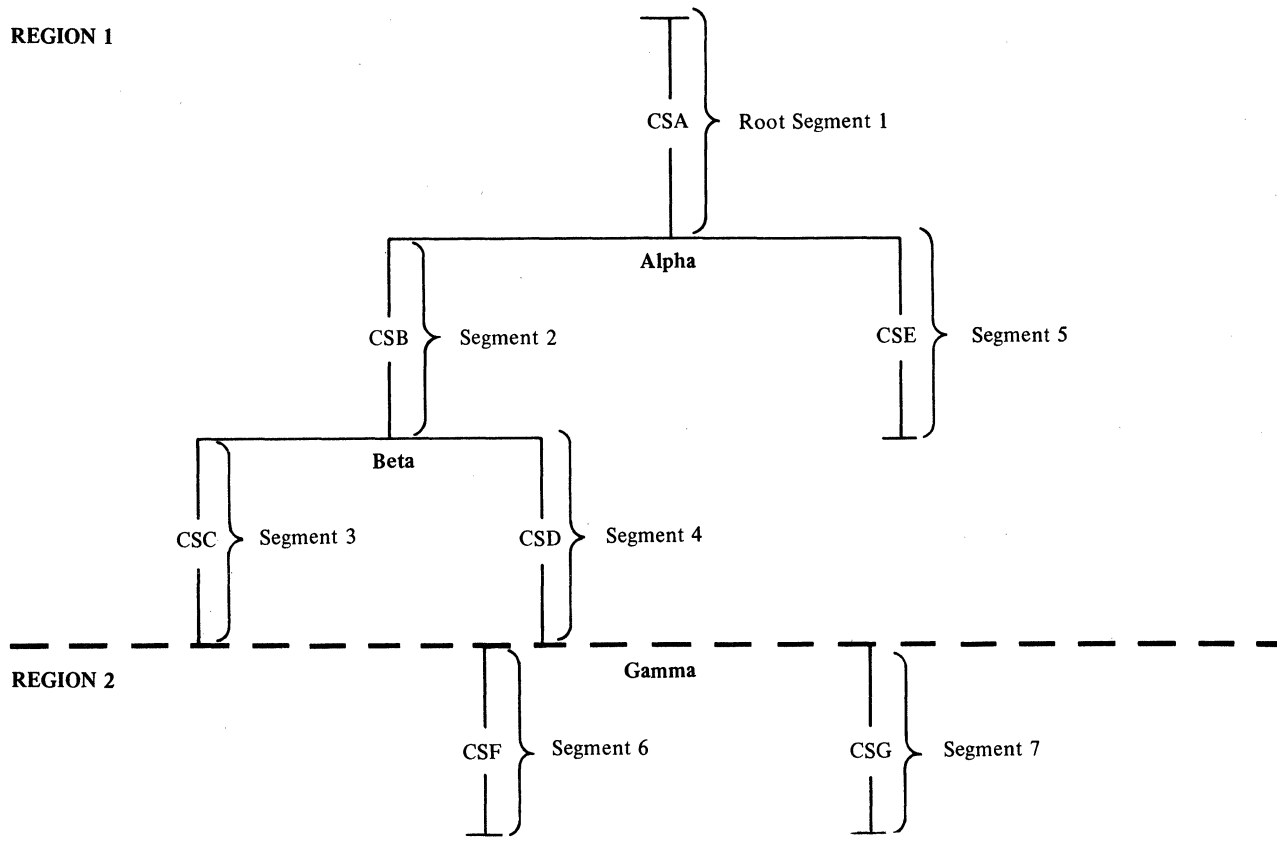 REGION 1
CSA
Root Segment 1
Alpha
CSB
Segment 2
CSE
Segment 5
Beta
CSC
Segment 3
CSD
Segment 4
REGION 2
Gamma
CSF
Segment 6
CSG
Segment 7